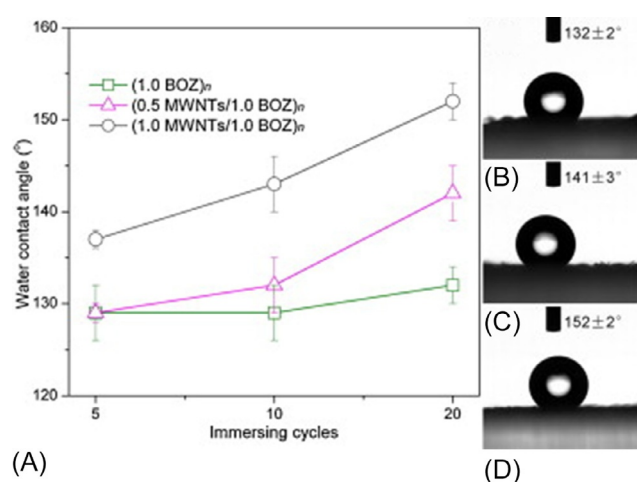 160
150
140
130
120
5
10
20
Water contact angle (°)
Immersing cycles
(1.0 BOZ)n
(0.5 MWNTs/1.0 BOZ)n
(1.0 MWNTs/1.0 BOZ)n
(A)
132±2°
(B)
141±3°
(C)
152±2°
(D)